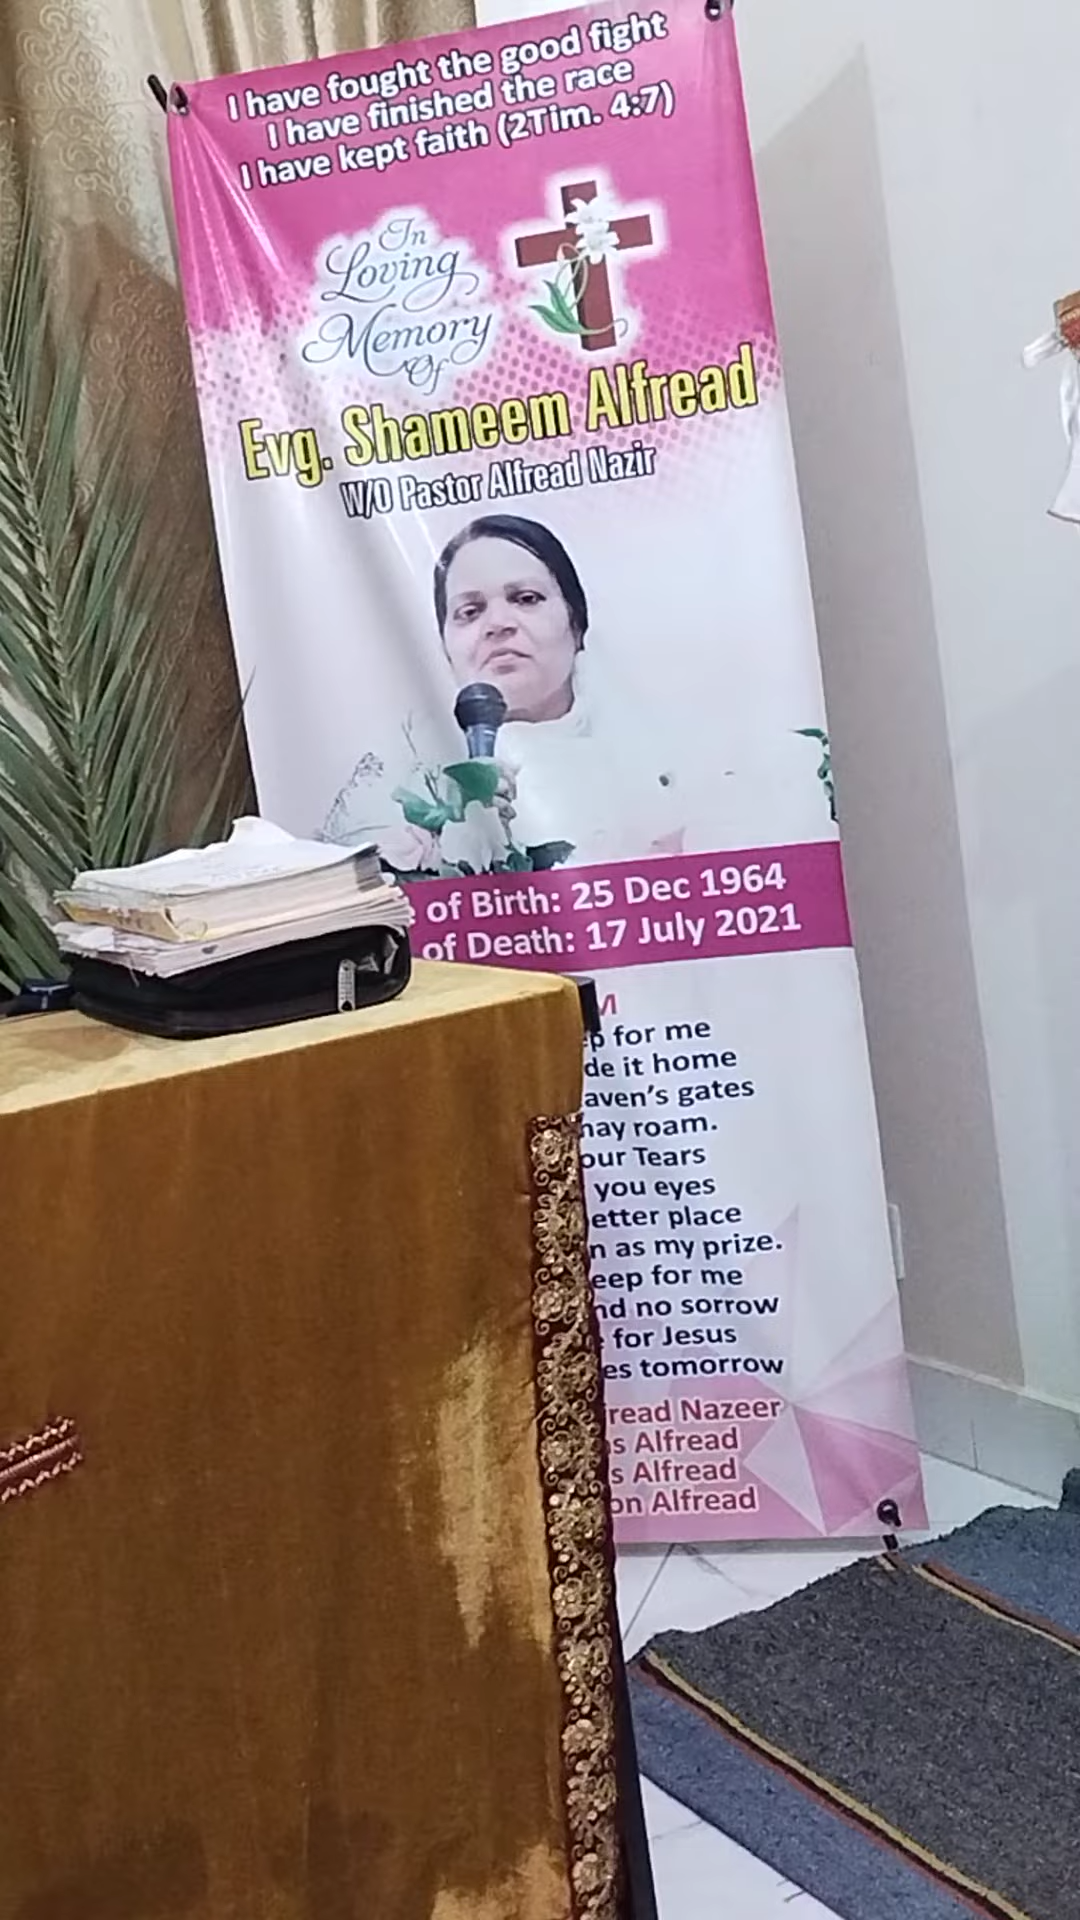 I have fought the good fight
I have finished the race
I have kept faith (2Tim. 4:7)
In
Loving
Memory
Of
Evg. Shameem Alfread
W/O Pastor Alfread Nazir
of Birth: 25 Dec 1964
of Death: 17 July 2021
for me
it home
gates
roam.
Tears
you eyes
place
as my prize.
for me
no sorrow
for Jesus
tomorrow
Nazeer
Alfread
Alfread
Alfread